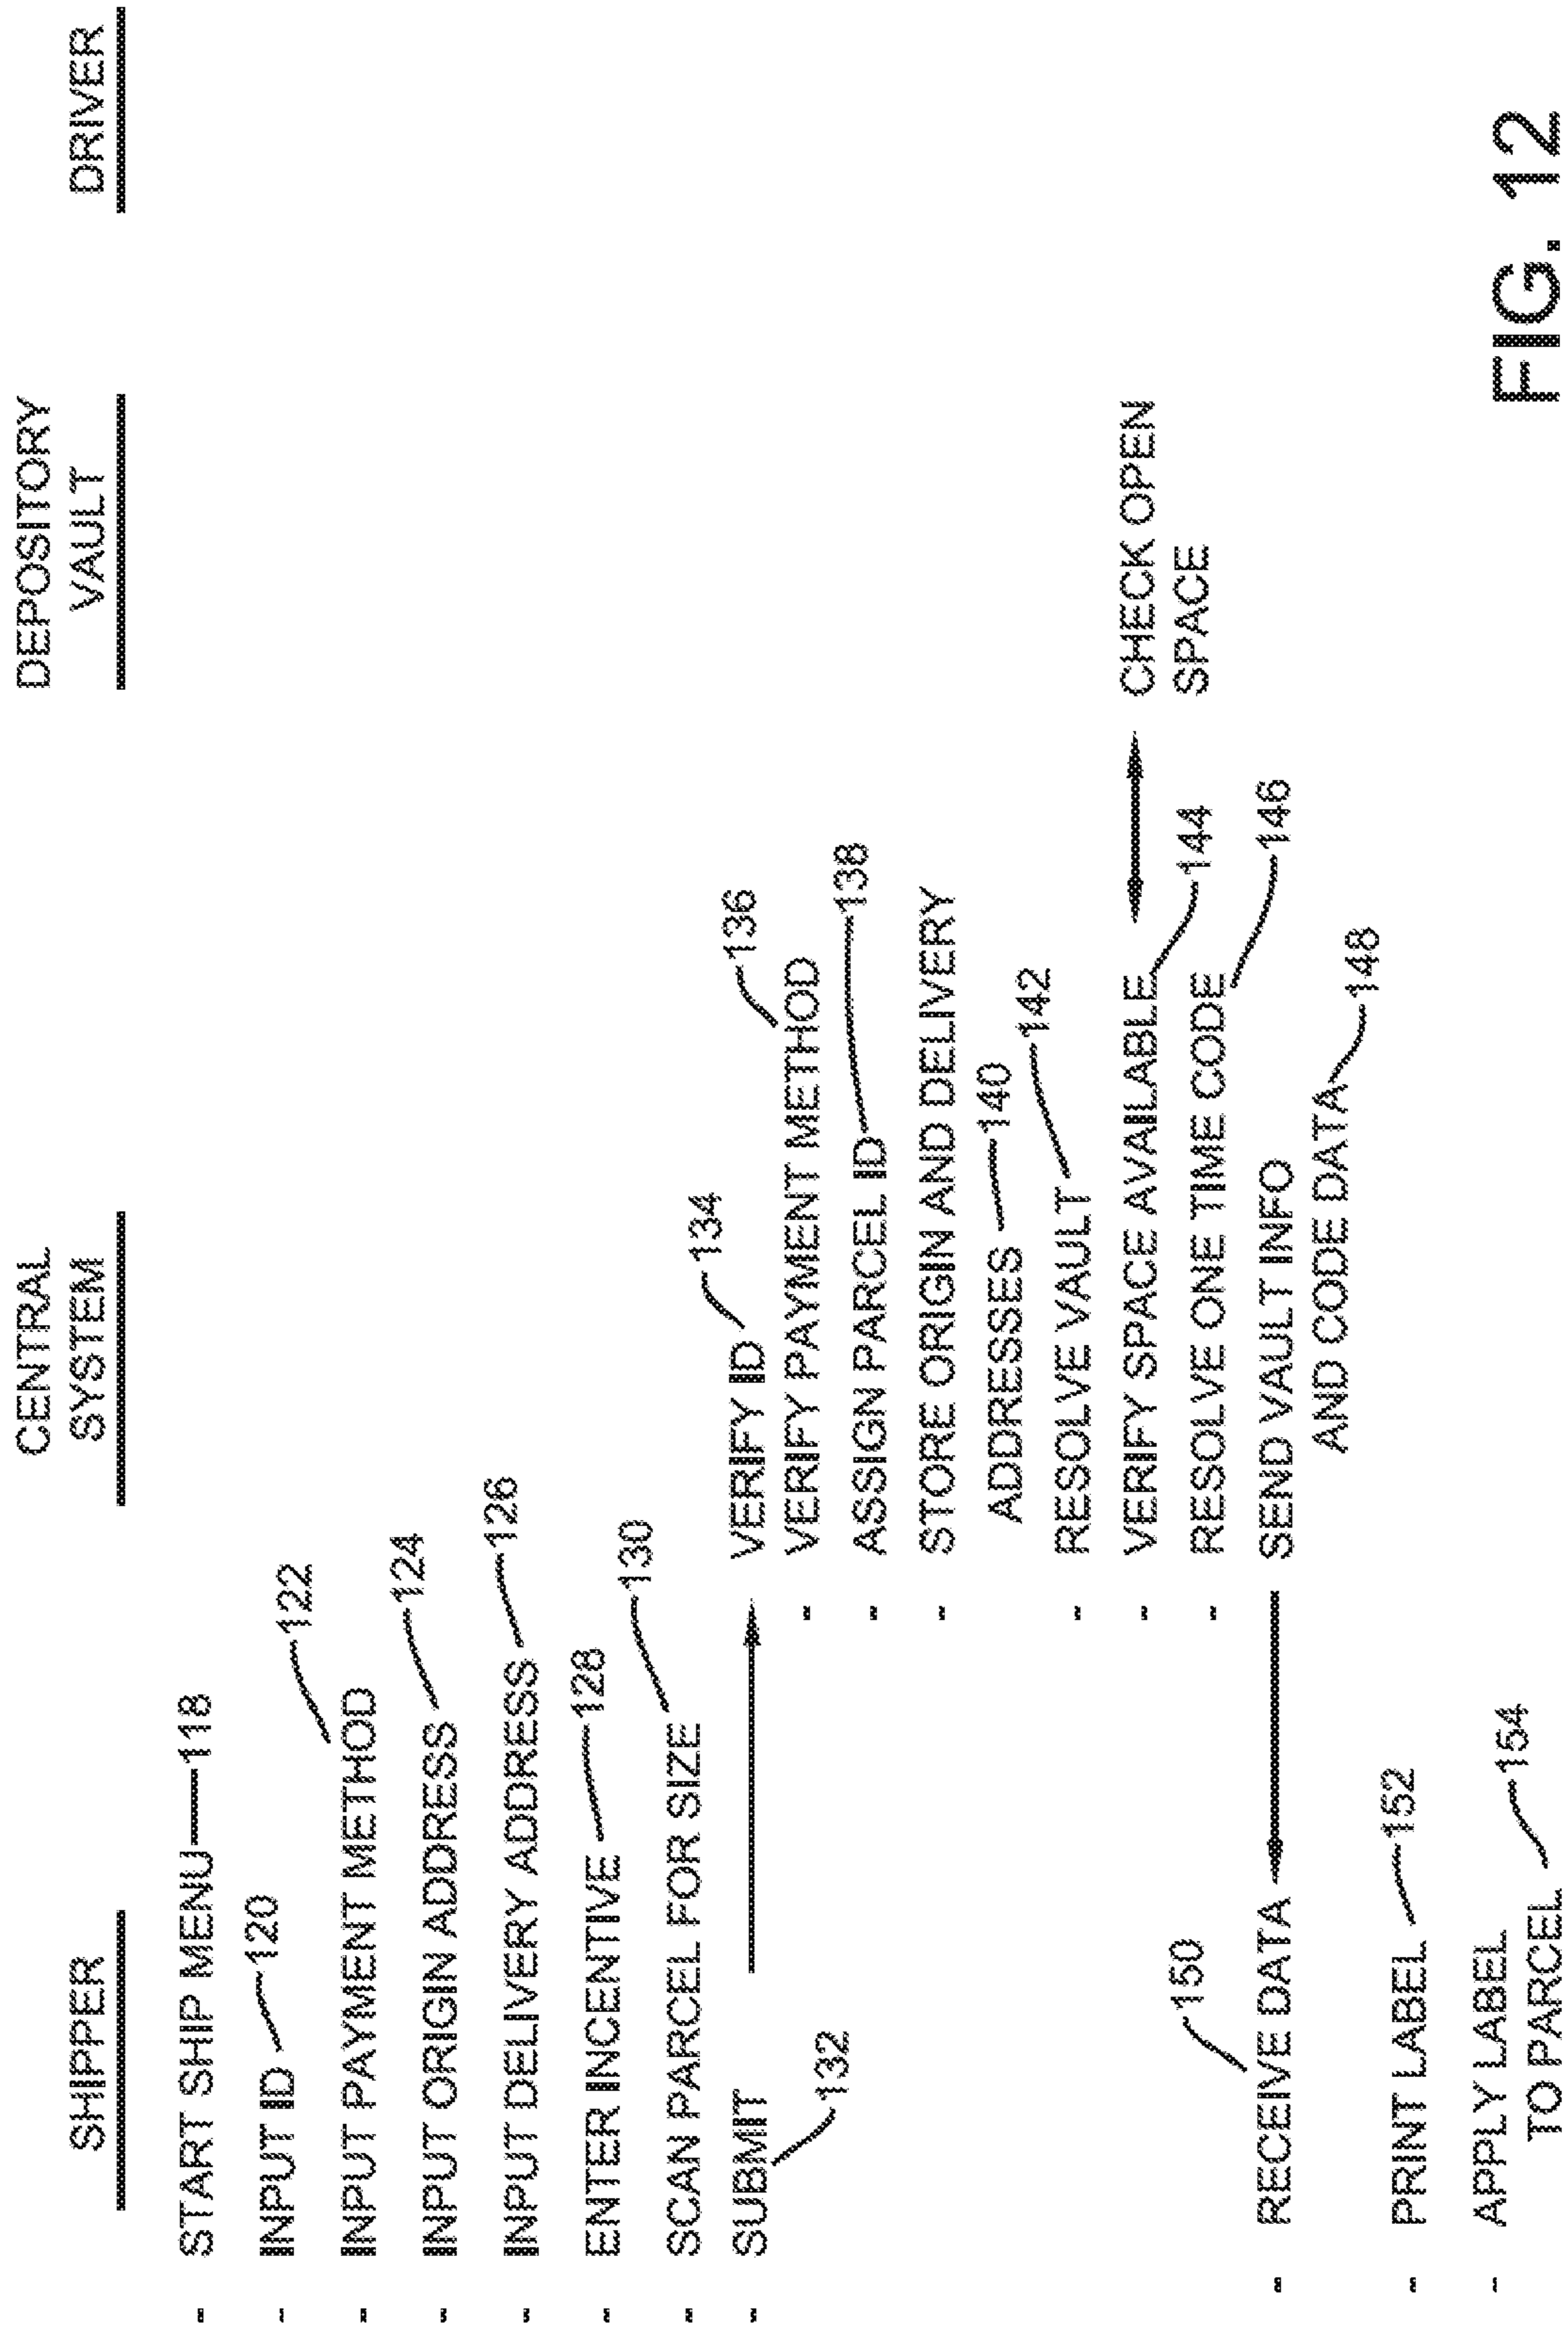 SHIPPER
CENTRAL
SYSTEM
DEPOSITORY
VAULT
DRIVER
- START SHIP MENU 118
- INPUT ID 120
- INPUT PAYMENT METHOD 122
- INPUT ORIGIN ADDRESS 124
- INPUT DELIVERY ADDRESS 126
- ENTER INCENTIVE 128
- SCAN PARCEL FOR SIZE 130
- SUBMIT 132
VERIFY ID 134
- VERIFY PAYMENT METHOD 136
- ASSIGN PARCEL ID 138
- STORE ORIGIN AND DELIVERY
ADDRESSES 140
- RESOLVE VAULT 142
- VERIFY SPACE AVAILABLE 144
CHECK OPEN
SPACE
- RESOLVE ONE TIME CODE 146
SEND VAULT INFO
AND CODE DATA 148
- RECEIVE DATA 150
- PRINT LABEL 152
- APPLY LABEL
TO PARCEL 154
FIG. 12